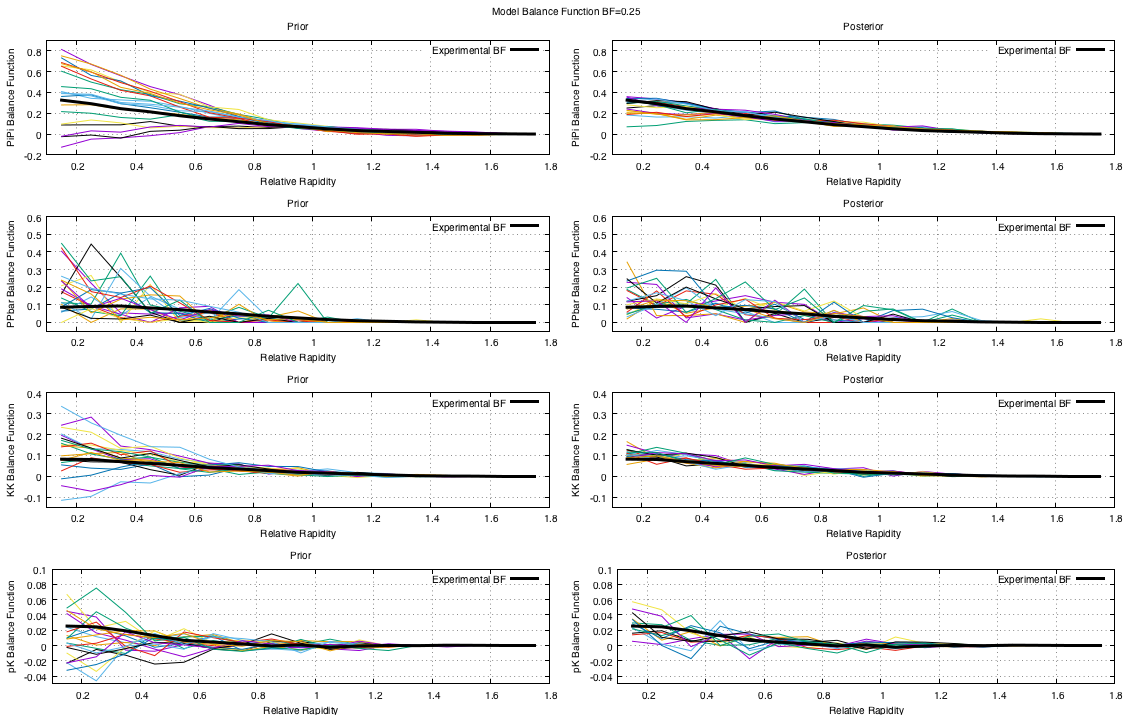 Model Balance Function BF=0.25
Prior
Posterior
PiPi Balance Function
0.8
0.6
0.4
0.2
0
-0.2
Experimental BF
0.2 0.4 0.6 0.8 1 1.2 1.4 1.6 1.8
Relative Rapidity
PiPi Balance Function
0.8
0.6
0.4
0.2
0
-0.2
Experimental BF
0.2 0.4 0.6 0.8 1 1.2 1.4 1.6 1.8
Relative Rapidity
Prior
Posterior
PPbar Balance Function
0.6
0.5
0.4
0.3
0.2
0.1
0
Experimental BF
0.2 0.4 0.6 0.8 1 1.2 1.4 1.6 1.8
Relative Rapidity
PPbar Balance Function
0.6
0.5
0.4
0.3
0.2
0.1
0
Experimental BF
0.2 0.4 0.6 0.8 1 1.2 1.4 1.6 1.8
Relative Rapidity
Prior
Posterior
KK Balance Function
0.4
0.3
0.2
0.1
0
-0.1
Experimental BF
0.2 0.4 0.6 0.8 1 1.2 1.4 1.6 1.8
Relative Rapidity
KK Balance Function
0.4
0.3
0.2
0.1
0
-0.1
Experimental BF
0.2 0.4 0.6 0.8 1 1.2 1.4 1.6 1.8
Relative Rapidity
Prior
Posterior
pK Balance Function
0.1
0.08
0.06
0.04
0.02
0
-0.02
-0.04
Experimental BF
0.2 0.4 0.6 0.8 1 1.2 1.4 1.6 1.8
Relative Rapidity
pK Balance Function
0.1
0.08
0.06
0.04
0.02
0
-0.02
-0.04
Experimental BF
0.2 0.4 0.6 0.8 1 1.2 1.4 1.6 1.8
Relative Rapidity